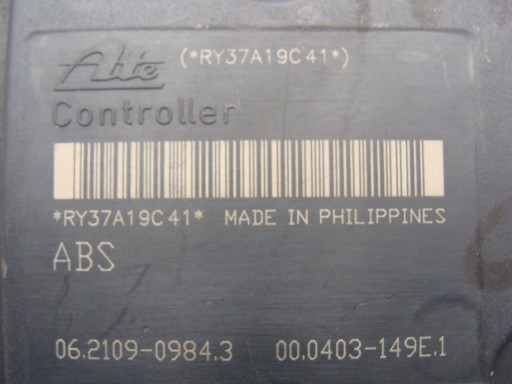 Ate (*RY37A19C41*)
Controller
*RY37A19C41* MADE IN PHILIPPINES
ABS
06.2109-0984.3 00.0403-149E.1